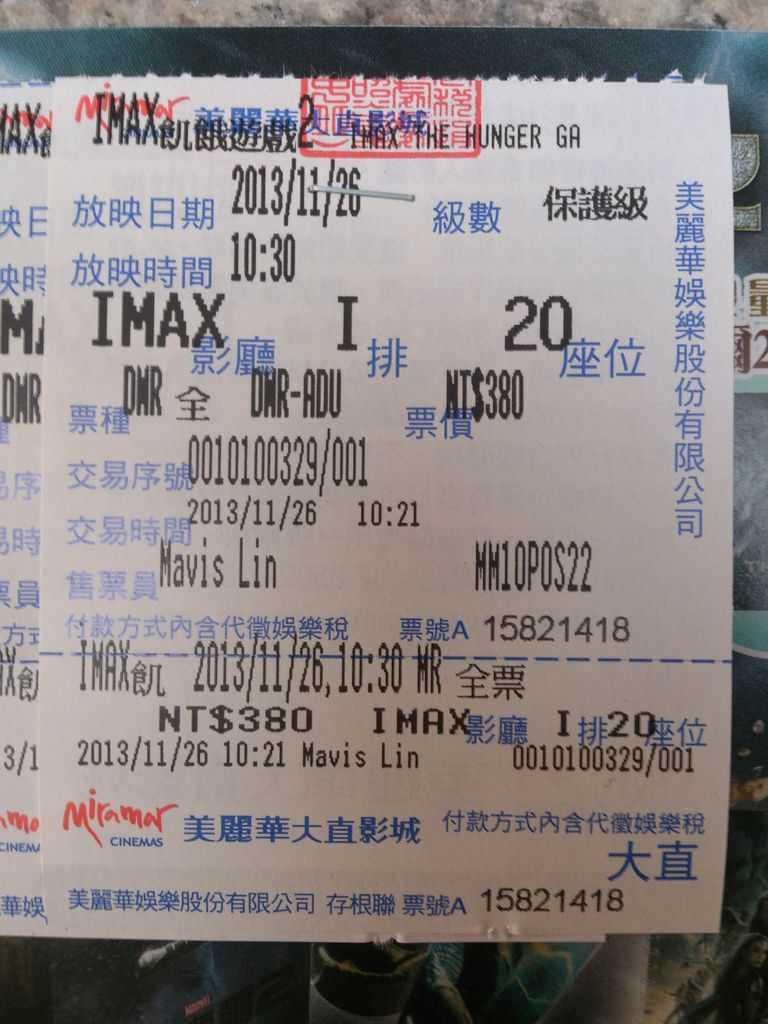 Miramar 美麗華大直影城
IMAX飢餓遊戲2 IMAX THE HUNGER GA
放映日期 2013/11/26 級數 保護級
放映時間 10:30
IMAX 影廳 I 排 20 座位
票種 DMR 全 DMR-ADU 票價 NT$380
交易序號 0010100329/001
交易時間 2013/11/26 10:21
售票員 Mavis Lin MM10POS22
付款方式內含代徵娛樂稅 票號A 15821418
美麗華娛樂股份有限公司
IMAX飢 2013/11/26,10:30 MR 全票
NT$380 IMAX 影廳 I 排 20 座位
2013/11/26 10:21 Mavis Lin 0010100329/001
Miramar CINEMAS 美麗華大直影城 付款方式內含代徵娛樂稅
大直
美麗華娛樂股份有限公司 存根聯 票號A 15821418
MARVEL